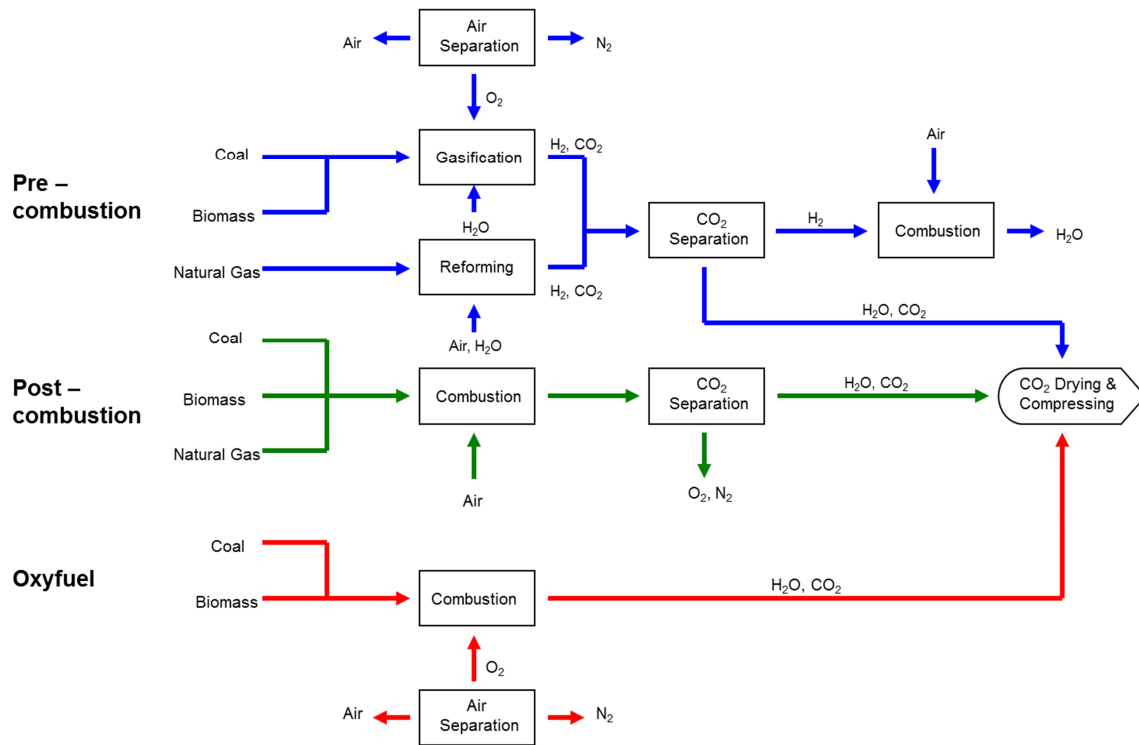 Air
Air
Separation
N₂
O₂
Pre –
combustion
Coal
Biomass
Natural Gas
Gasification
H₂O
Reforming
Air, H₂O
H₂, CO₂
H₂, CO₂
CO₂
Separation
H₂
Air
Combustion
H₂O
H₂O, CO₂
Post –
combustion
Coal
Biomass
Natural Gas
Combustion
Air
CO₂
Separation
O₂, N₂
H₂O, CO₂
CO₂ Drying &
Compressing
Oxyfuel
Coal
Biomass
Combustion
H₂O, CO₂
O₂
Air
Air
Separation
N₂